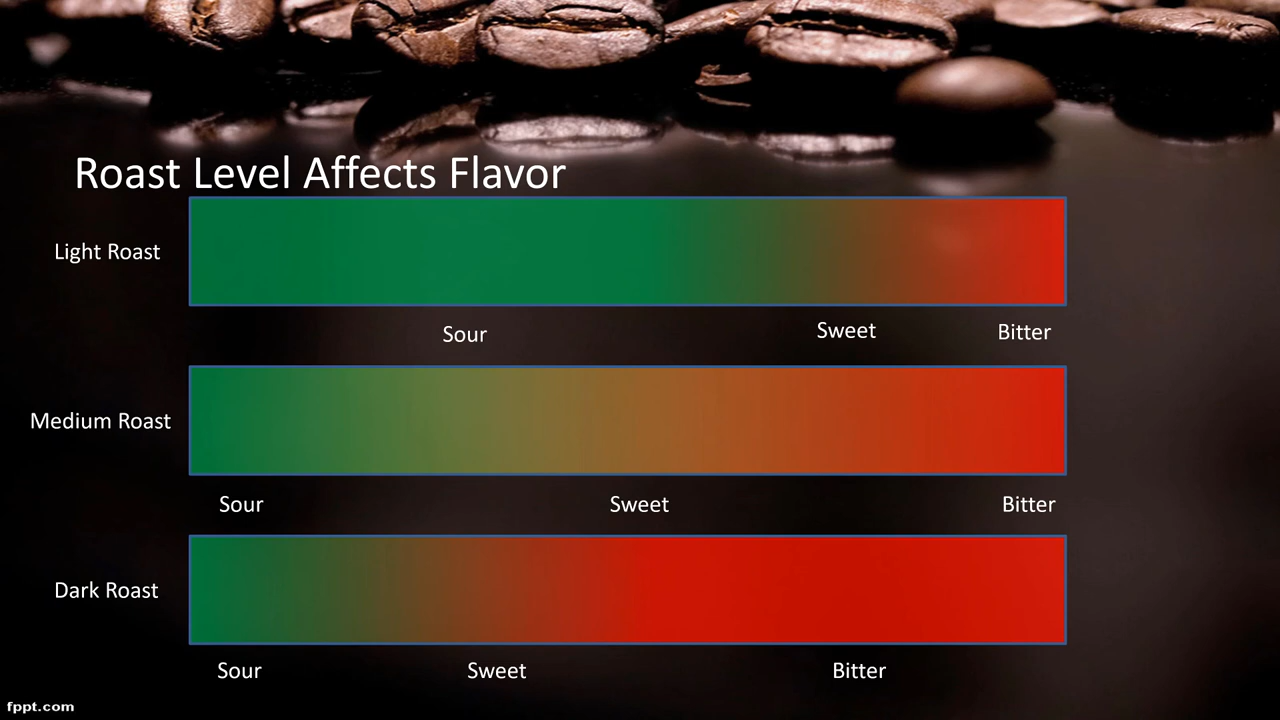 Roast Level Affects Flavor
Light Roast
Sour Sweet Bitter
Medium Roast
Sour Sweet Bitter
Dark Roast
Sour Sweet Bitter
fppt.com